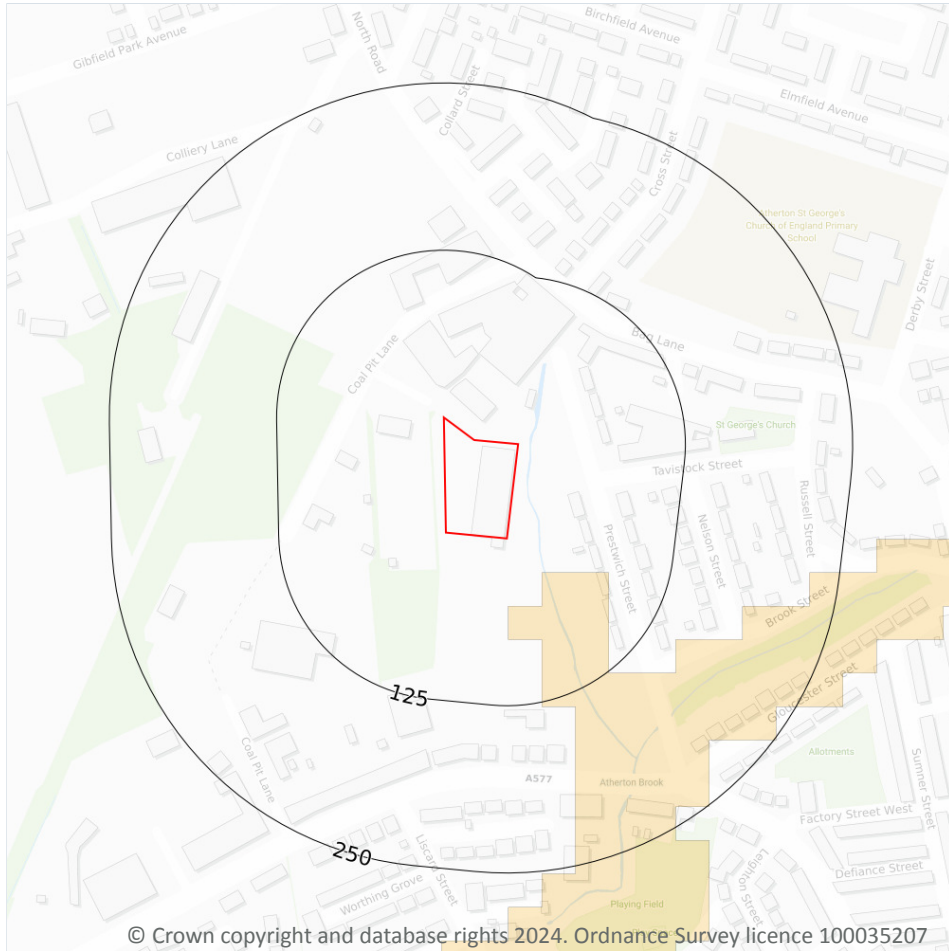 Birchfield Avenue
Gibfield Park Avenue
North Road
Collard Street
Elmfield Avenue
Colliery Lane
Cross Street
Atherton St George's
Church of England Primary
School
Derby Street
Bag Lane
Coal Pit Lane
St George's Church
Tavistock Street
Russell Street
Nelson Street
Prestwich Street
Brook Street
Gloucester Street
125
Coal Pit Lane
A577
Atherton Brook
Allotments
Sumner Street
Factory Street West
250
Liscard Street
Leighton Street
Defiance Street
Worthing Grove
Playing Field
© Crown copyright and database rights 2024. Ordnance Survey licence 100035207